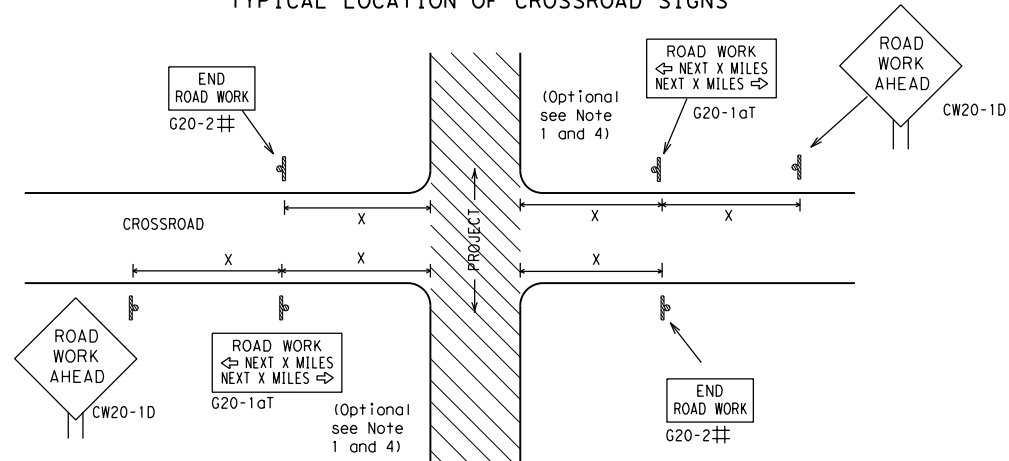 TYPICAL LOCATION OF CROSSROAD SIGNS
END
ROAD WORK
G20-2#
(Optional
see Note
1 and 4)
ROAD WORK
⇦ NEXT X MILES
NEXT X MILES ⇨
G20-1aT
ROAD
WORK
AHEAD
CW20-1D
X
X
X
CROSSROAD
PROJECT
X
X
X
ROAD
WORK
AHEAD
CW20-1D
ROAD WORK
⇦ NEXT X MILES
NEXT X MILES ⇨
G20-1aT
(Optional
see Note
1 and 4)
END
ROAD WORK
G20-2#